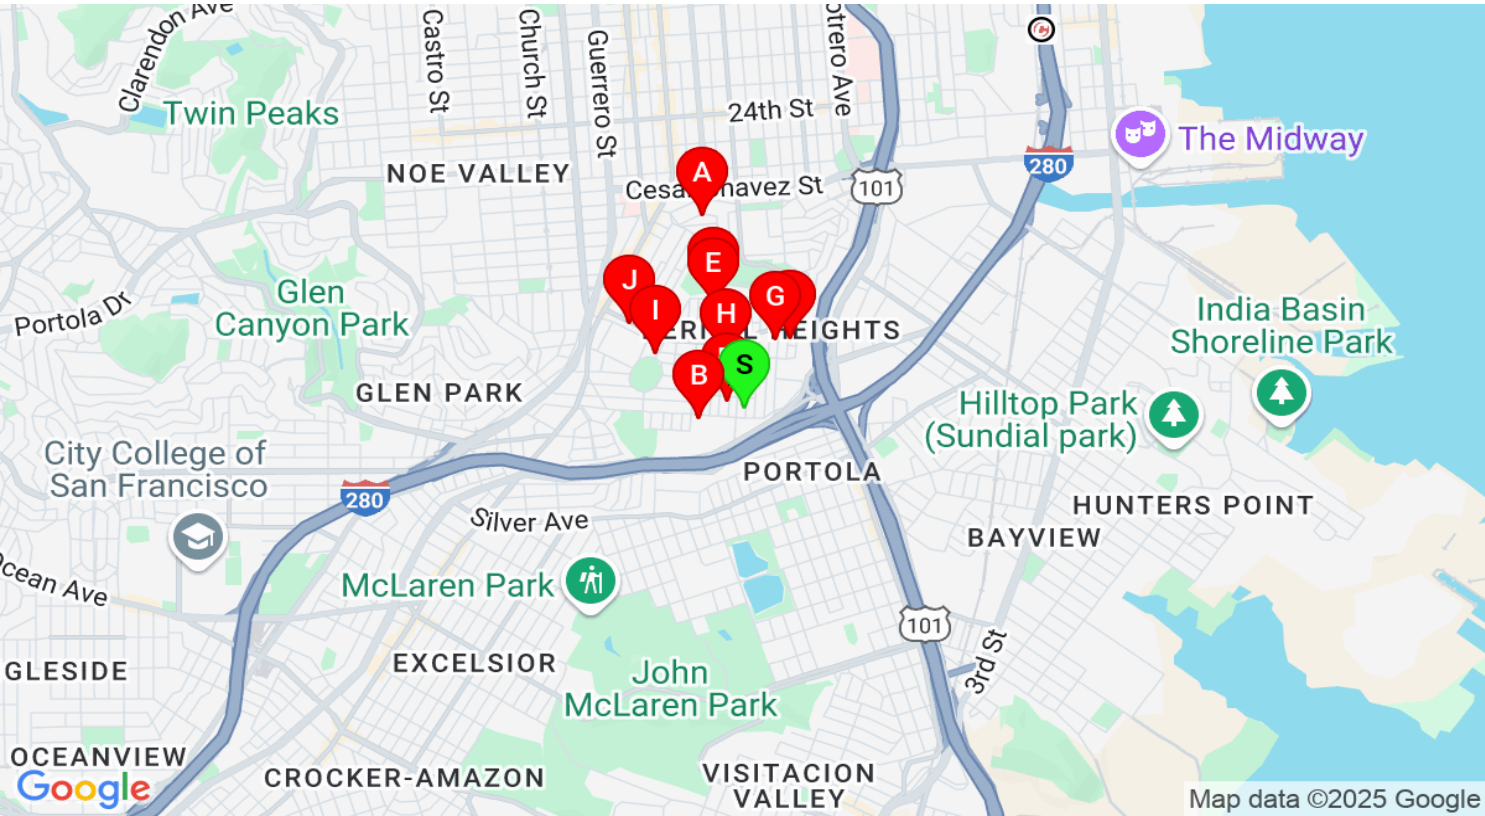 Clarendon Ave
Castro St
Church St
Guerrero St
otrero Ave
24th St
Twin Peaks
The Midway
280
NOE VALLEY
A
Cesar Chavez St
101
E
J
G
I
H
Glen
Canyon Park
Portola Dr
HEIGHTS
India Basin
Shoreline Park
S
B
GLEN PARK
Hilltop Park
(Sundial park)
City College of
San Francisco
280
PORTOLA
HUNTERS POINT
Silver Ave
BAYVIEW
McLaren Park
Ocean Ave
101
GLESIDE
EXCELSIOR
John
McLaren Park
3rd St
OCEANVIEW
CROCKER-AMAZON
VISITACION
VALLEY
Google
Map data ©2025 Google